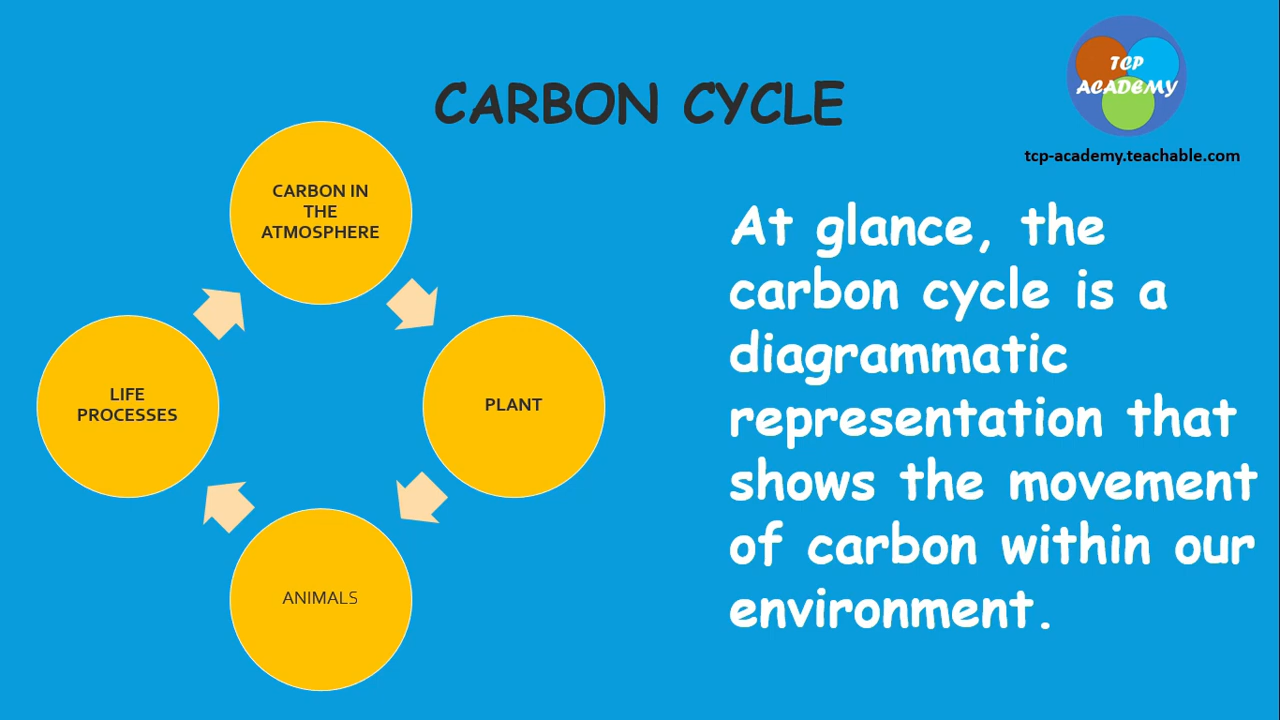 CARBON CYCLE
TCP
ACADEMY
tcp-academy.teachable.com
CARBON IN
THE
ATMOSPHERE
PLANT
ANIMALS
LIFE
PROCESSES
At glance, the
carbon cycle is a
diagrammatic
representation that
shows the movement
of carbon within our
environment.